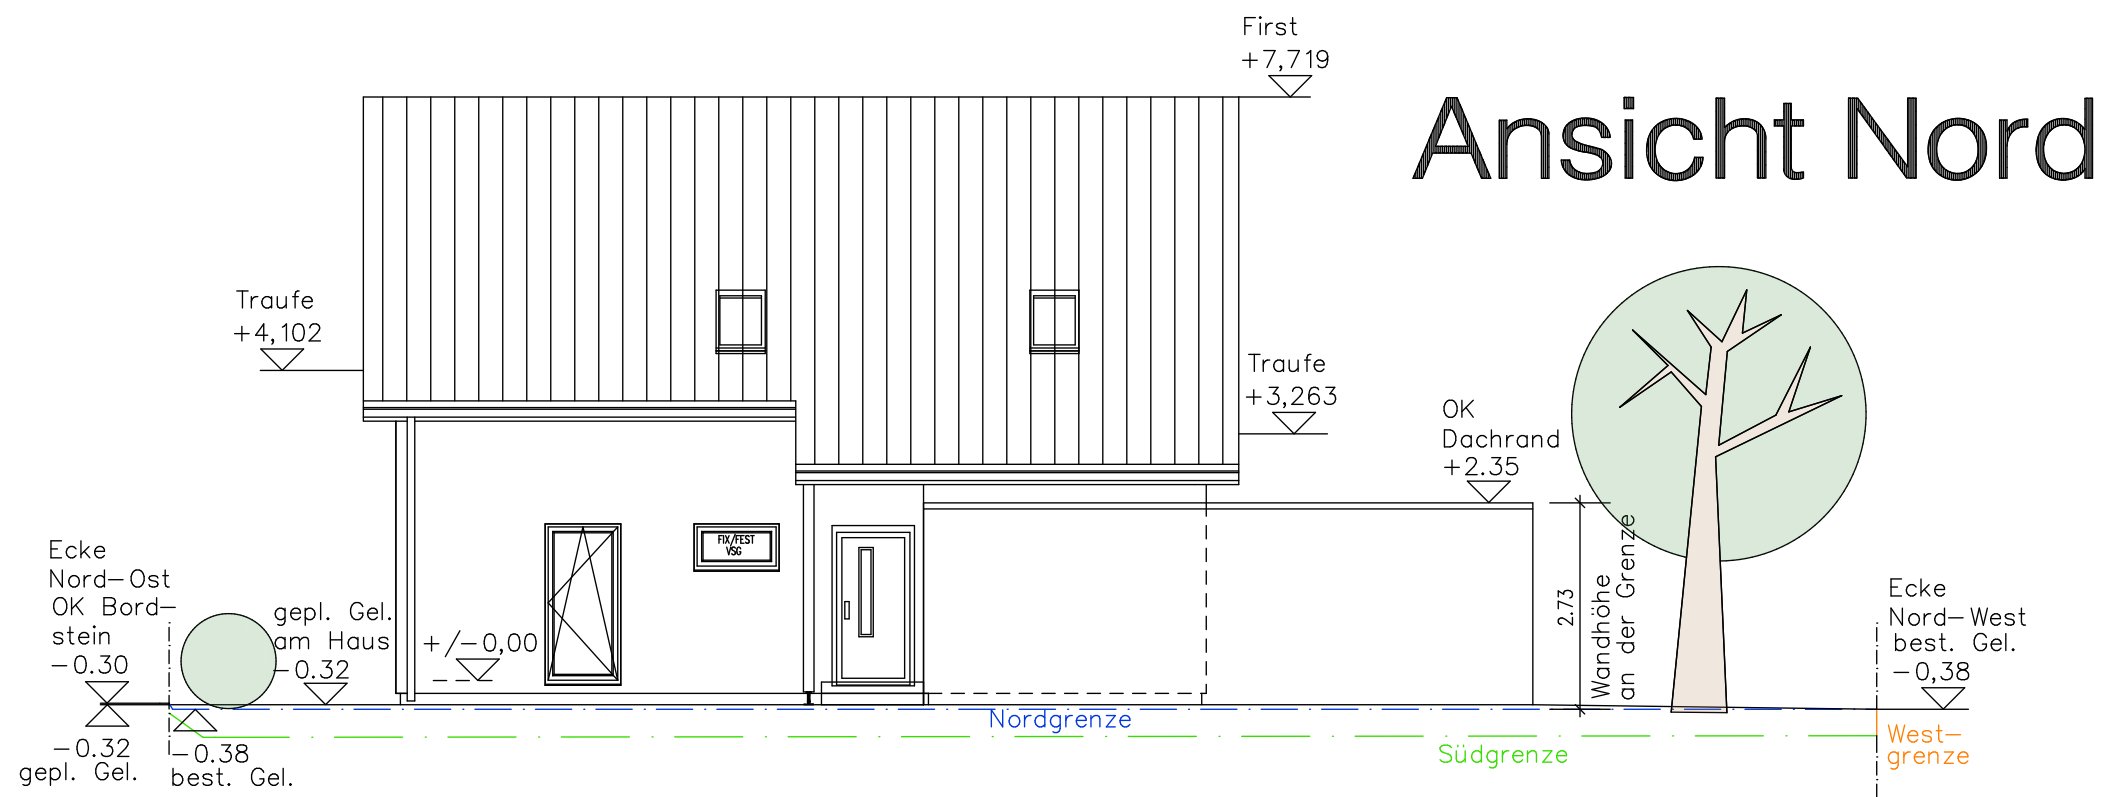 First
+7,719
Ansicht Nord
Traufe
+4,102
Traufe
+3,263
OK
Dachrand
+2.35
FIX/FEST
VSG
Ecke
Nord-Ost
OK Bord-
stein
-0.30
gepl. Gel.
am Haus
-0.32
+/-0,00
2.73
Wandhöhe
an der Grenze
Ecke
Nord-West
best. Gel.
-0,38
Nordgrenze
Südgrenze
West-
grenze
-0.32
gepl. Gel.
-0.38
best. Gel.